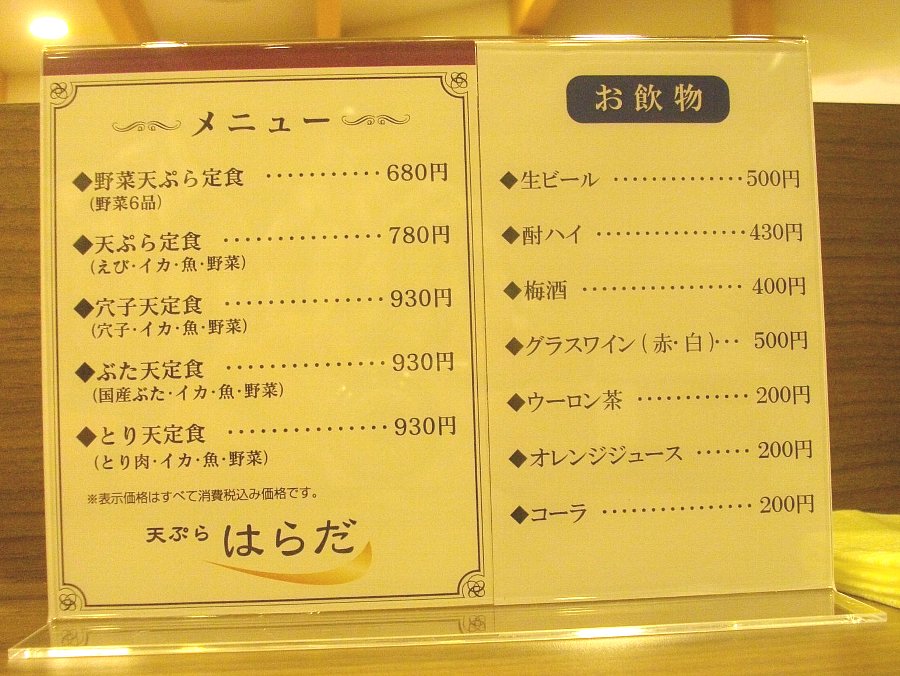 メニュー
◆野菜天ぷら定食 ‥‥‥‥‥ 680円
(野菜6品)
◆天ぷら定食 ‥‥‥‥‥‥‥ 780円
(えび・イカ・魚・野菜)
◆穴子天定食 ‥‥‥‥‥‥‥ 930円
(穴子・イカ・魚・野菜)
◆ぶた天定食 ‥‥‥‥‥‥‥ 930円
(国産ぶた・イカ・魚・野菜)
◆とり天定食 ‥‥‥‥‥‥‥ 930円
(とり肉・イカ・魚・野菜)
※表示価格はすべて消費税込み価格です。
天ぷら はらだ
お飲物
◆生ビール ‥‥‥‥‥‥ 500円
◆酎ハイ ‥‥‥‥‥‥‥ 430円
◆梅酒 ‥‥‥‥‥‥‥‥ 400円
◆グラスワイン(赤・白)‥ 500円
◆ウーロン茶 ‥‥‥‥‥ 200円
◆オレンジジュース ‥‥‥ 200円
◆コーラ ‥‥‥‥‥‥‥ 200円